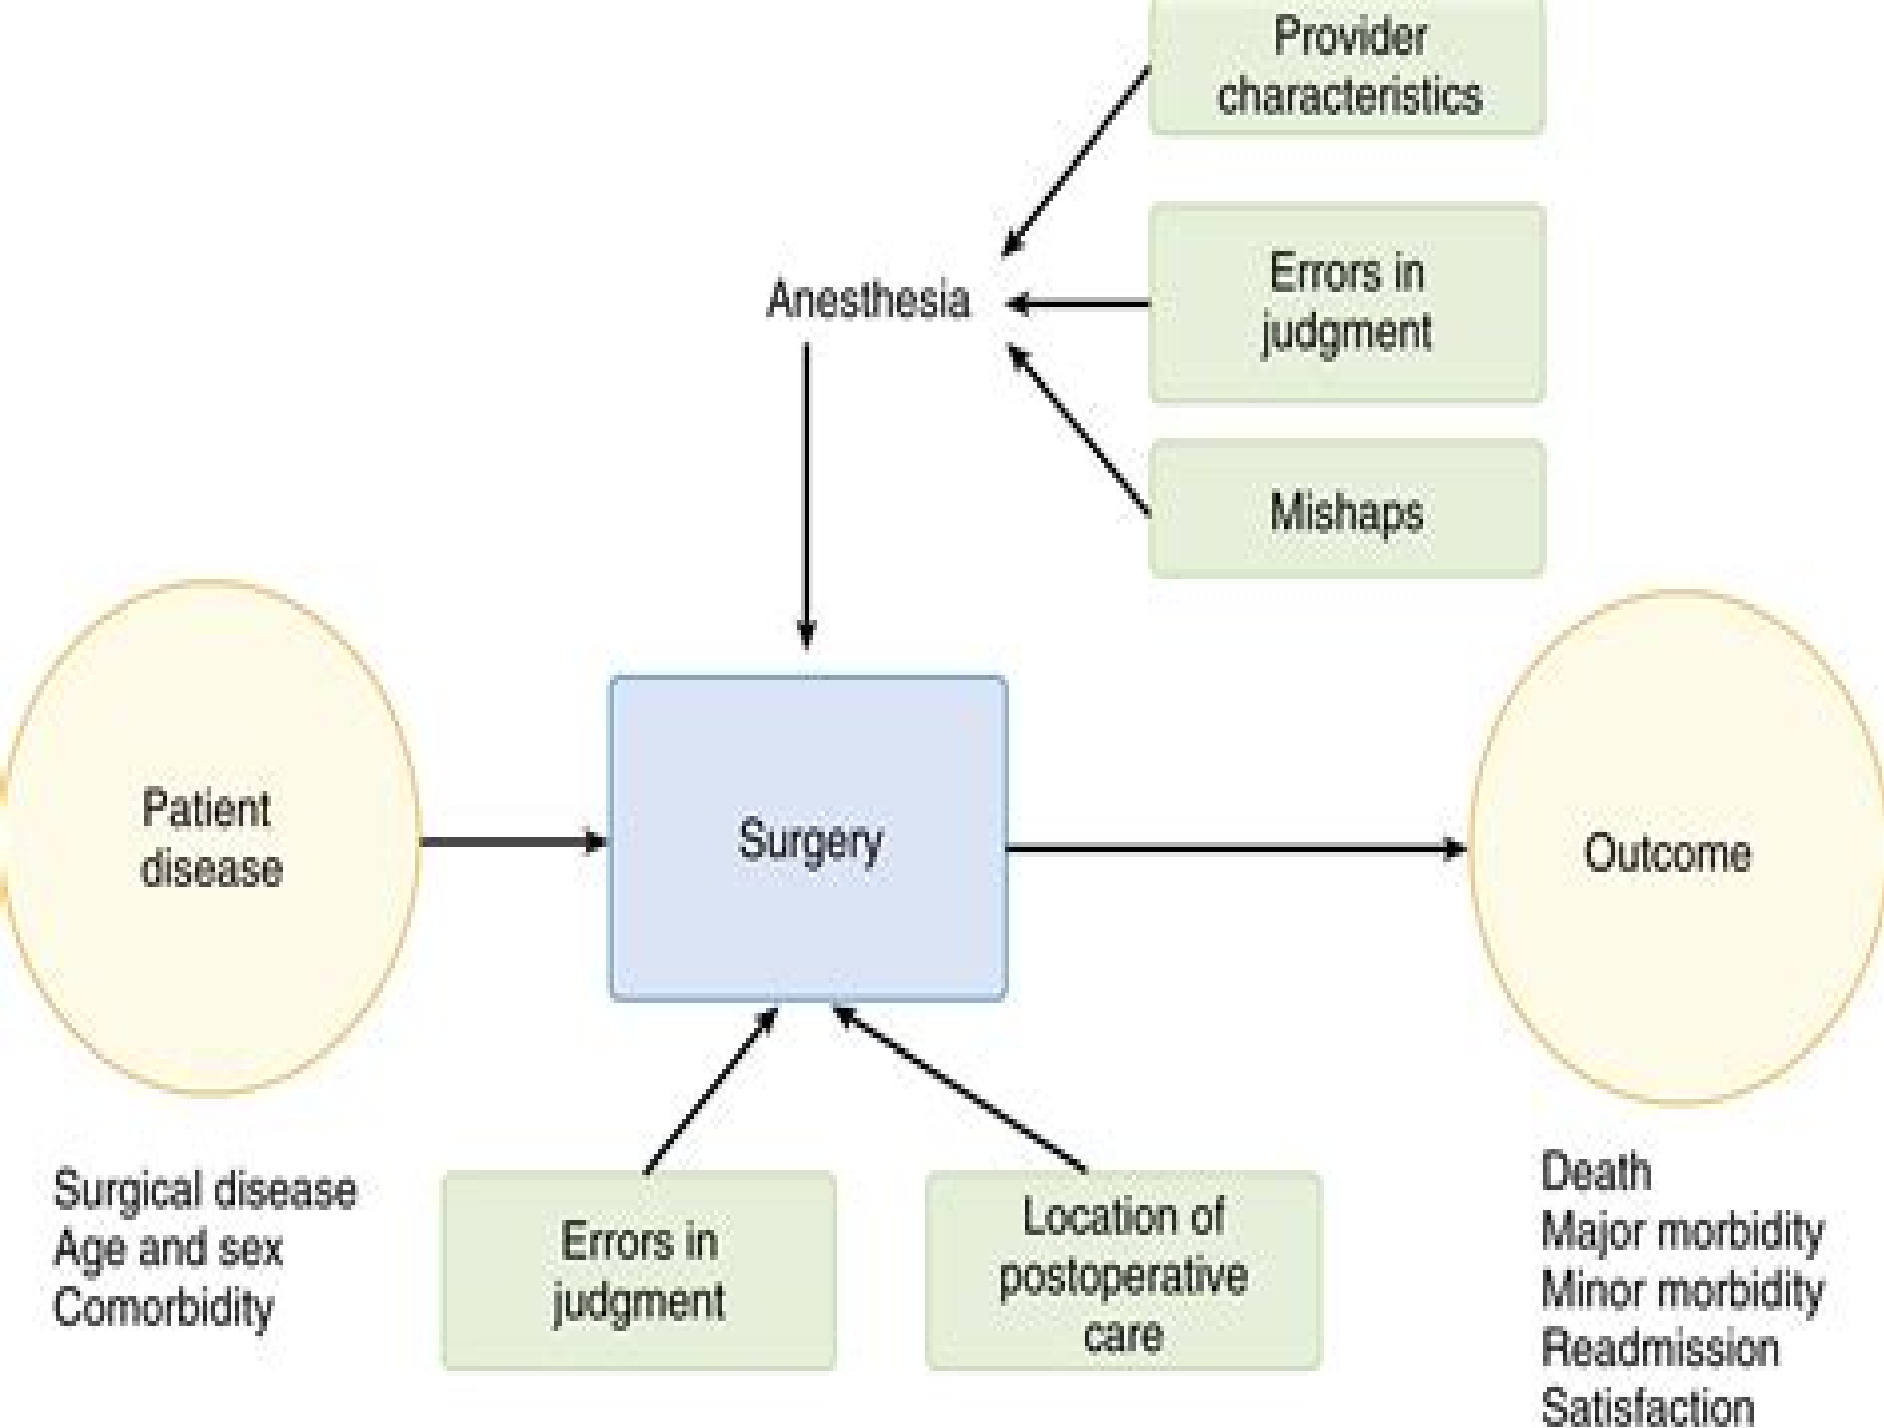 Provider
characteristics
Errors in
judgment
Anesthesia
Mishaps
Patient
disease
Surgery
Outcome
Surgical disease
Age and sex
Comorbidity
Errors in
judgment
Location of
postoperative
care
Death
Major morbidity
Minor morbidity
Readmission
Satisfaction